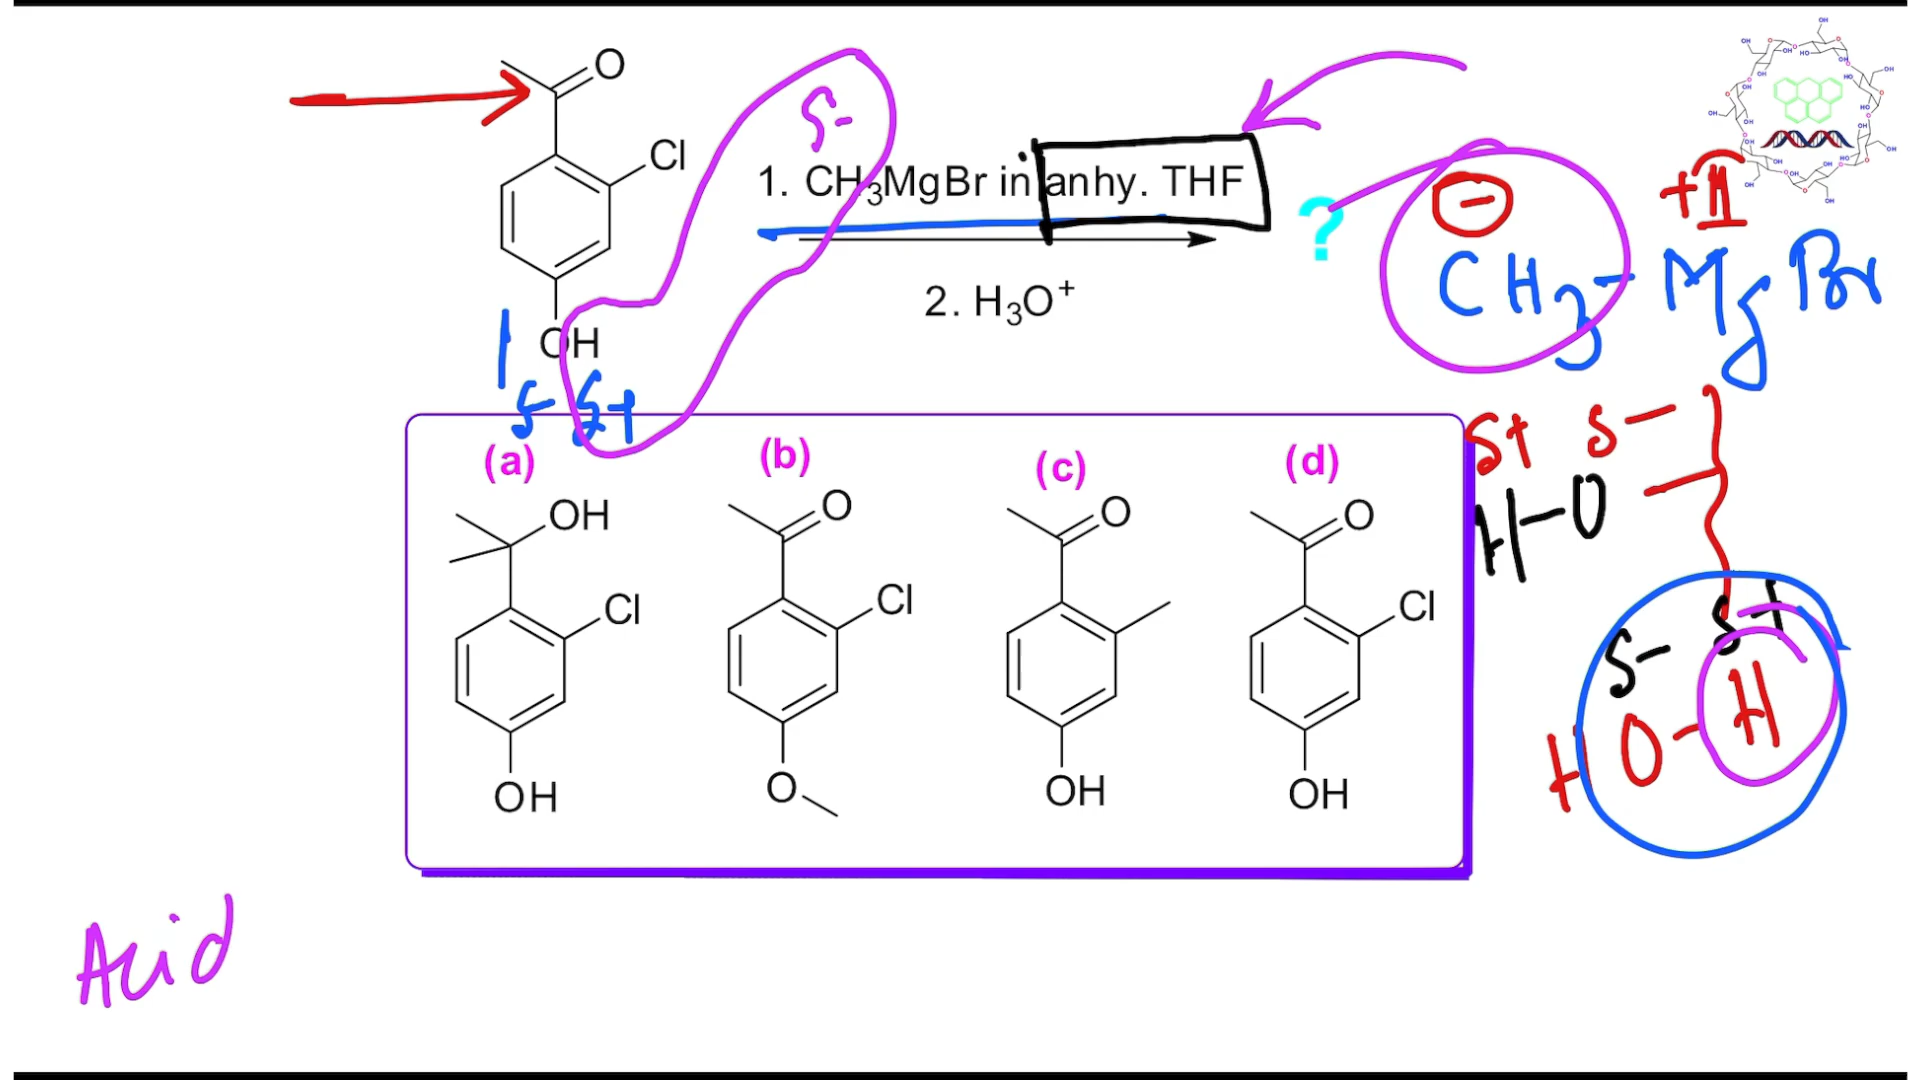 O
Cl
OH
δ-
1. CH₃MgBr in anhy. THF
2. H₃O⁺
?
-
+II
CH₃-MgBr
δ- δ+
δ+ δ-
H-O
δ- δ+
HO-H
(a) (b) (c) (d)
OH O O O
Cl Cl Cl
OH O OH OH
Acid